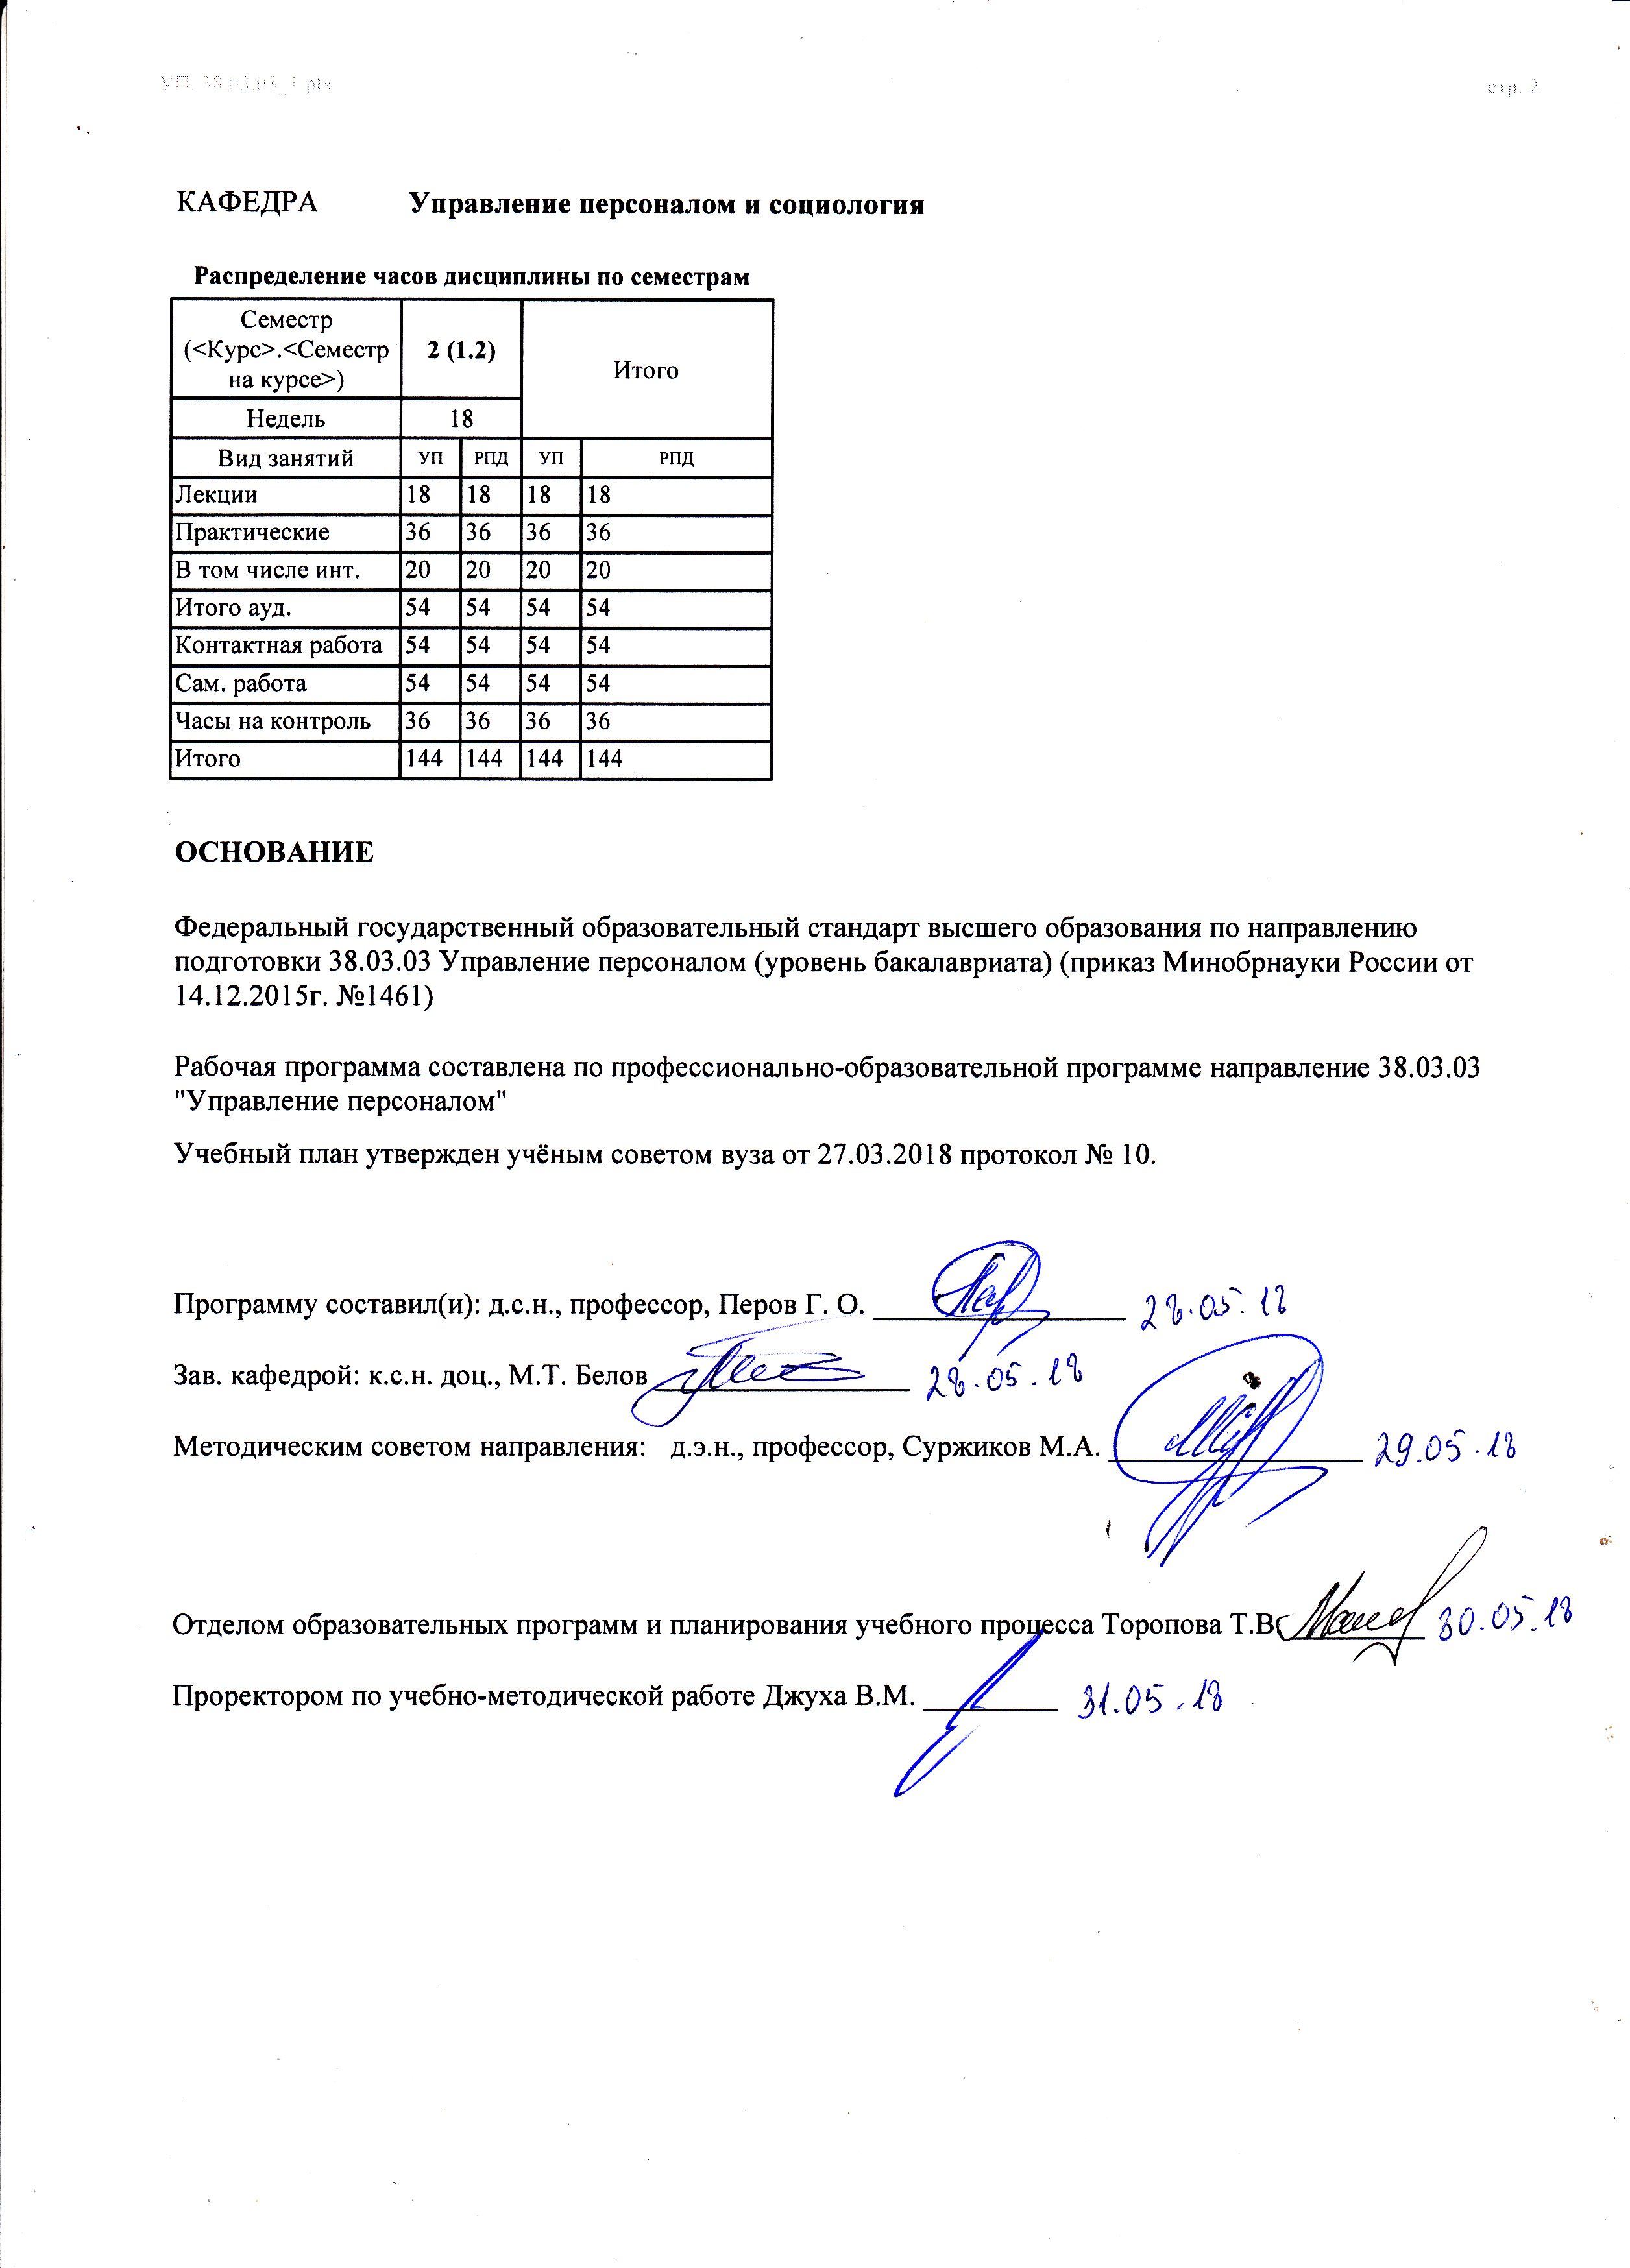 стр. 2
КАФЕДРА Управление персоналом и социология
Распределение часов дисциплины по семестрам
Семестр (<Курс>.<Семестр на курсе>) 2 (1.2) Итого
Недель 18
Вид занятий УП РПД УП РПД
Лекции 18 18 18 18
Практические 36 36 36 36
В том числе инт. 20 20 20 20
Итого ауд. 54 54 54 54
Контактная работа 54 54 54 54
Сам. работа 54 54 54 54
Часы на контроль 36 36 36 36
Итого 144 144 144 144
ОСНОВАНИЕ
Федеральный государственный образовательный стандарт высшего образования по направлению
подготовки 38.03.03 Управление персоналом (уровень бакалавриата) (приказ Минобрнауки России от
14.12.2015г. №1461)
Рабочая программа составлена по профессионально-образовательной программе направление 38.03.03
"Управление персоналом"
Учебный план утвержден учёным советом вуза от 27.03.2018 протокол № 10.
Программу составил(и): д.с.н., профессор, Перов Г. О. 28.05.18
Зав. кафедрой: к.с.н. доц., М.Т. Белов 28.05.18
Методическим советом направления: д.э.н., профессор, Суржиков М.А. 29.05.18
Отделом образовательных программ и планирования учебного процесса Торопова Т.В. 30.05.18
Проректором по учебно-методической работе Джуха В.М. 31.05.18